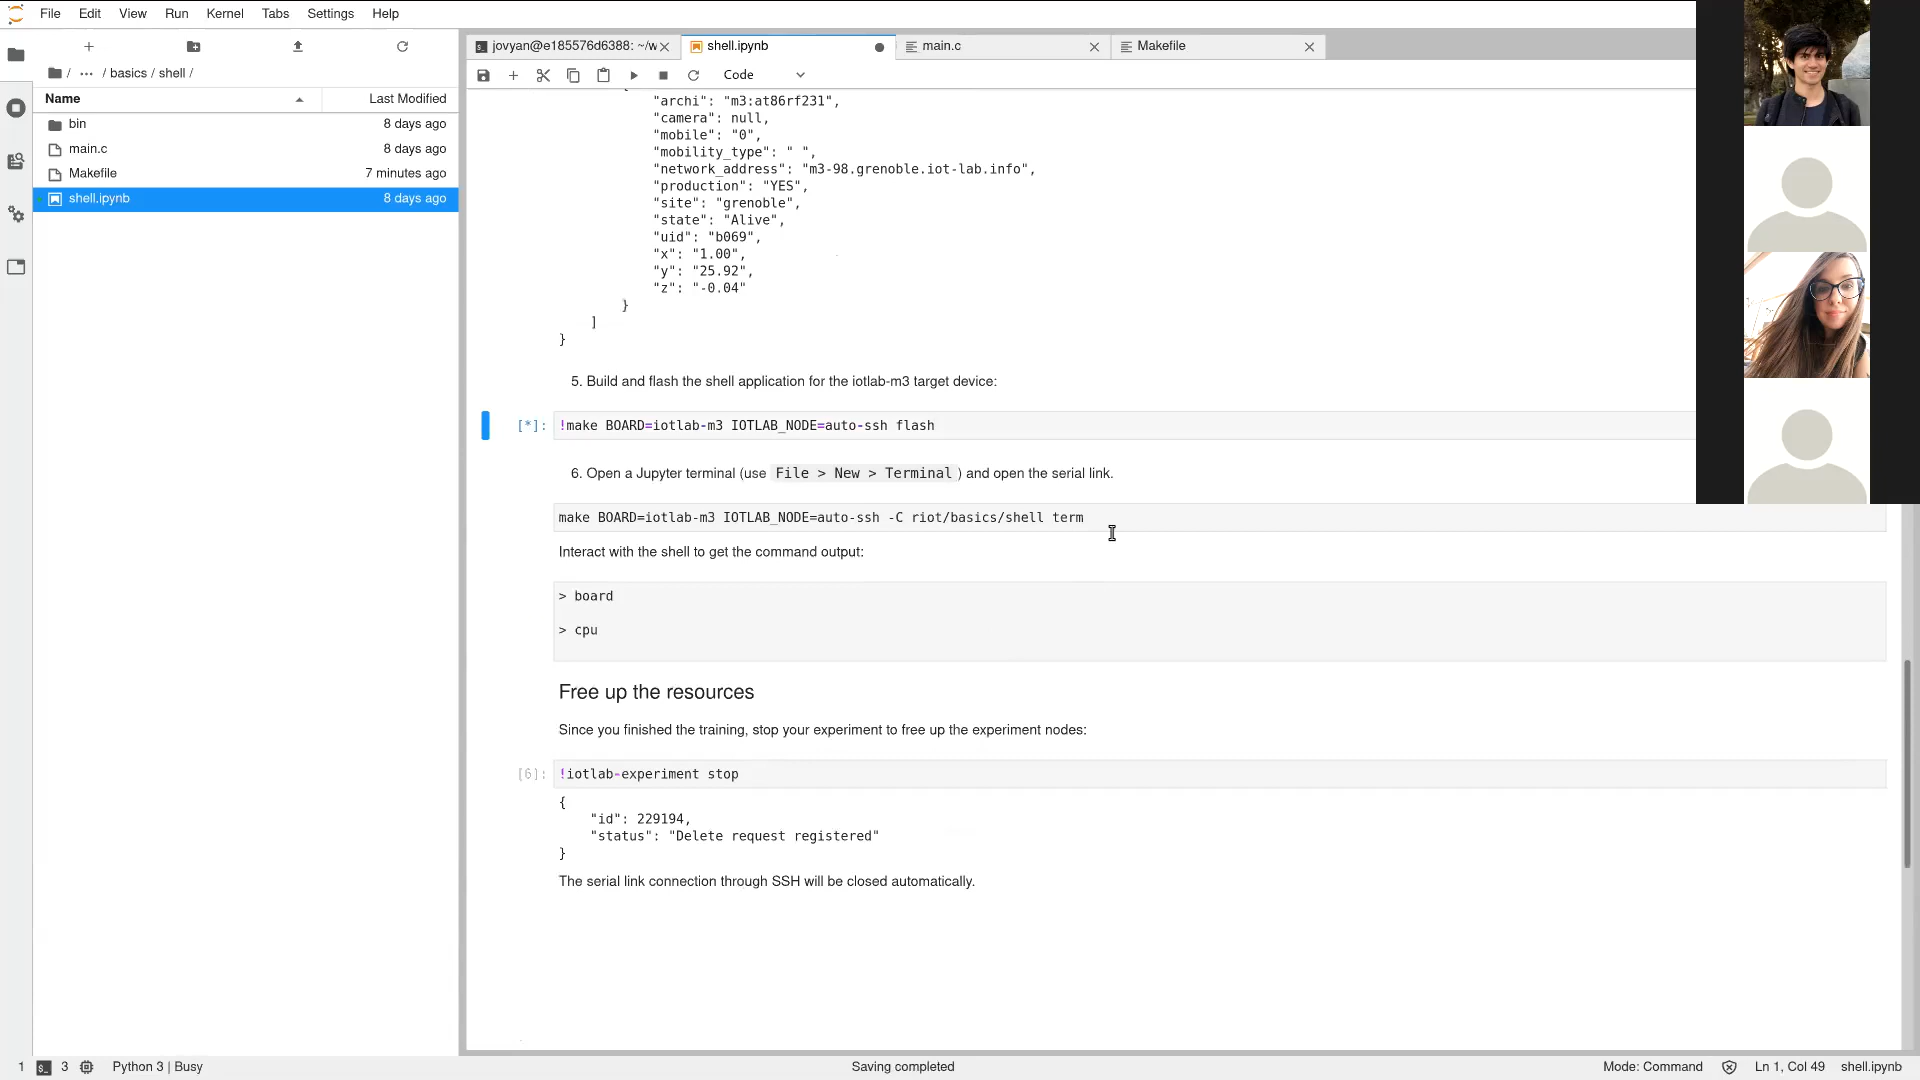 File Edit View Run Kernel Tabs Settings Help
jovyan@e185576d6388: ~/w
shell.ipynb
main.c
Makefile
/ ··· / basics / shell /
Code
Name
Last Modified
bin 8 days ago
main.c 8 days ago
Makefile 7 minutes ago
shell.ipynb 8 days ago
"archi": "m3:at86rf231",
"camera": null,
"mobile": "0",
"mobility_type": " ",
"network_address": "m3-98.grenoble.iot-lab.info",
"production": "YES",
"site": "grenoble",
"state": "Alive",
"uid": "b069",
"x": "1.00",
"y": "25.92",
"z": "-0.04"
}
]
}
5. Build and flash the shell application for the iotlab-m3 target device:
[*]: !make BOARD=iotlab-m3 IOTLAB_NODE=auto-ssh flash
6. Open a Jupyter terminal (use File > New > Terminal ) and open the serial link.
make BOARD=iotlab-m3 IOTLAB_NODE=auto-ssh -C riot/basics/shell term
Interact with the shell to get the command output:
> board
> cpu
Free up the resources
Since you finished the training, stop your experiment to free up the experiment nodes:
[6]: !iotlab-experiment stop
{
"id": 229194,
"status": "Delete request registered"
}
The serial link connection through SSH will be closed automatically.
1 3 Python 3 | Busy
Saving completed
Mode: Command Ln 1, Col 49 shell.ipynb